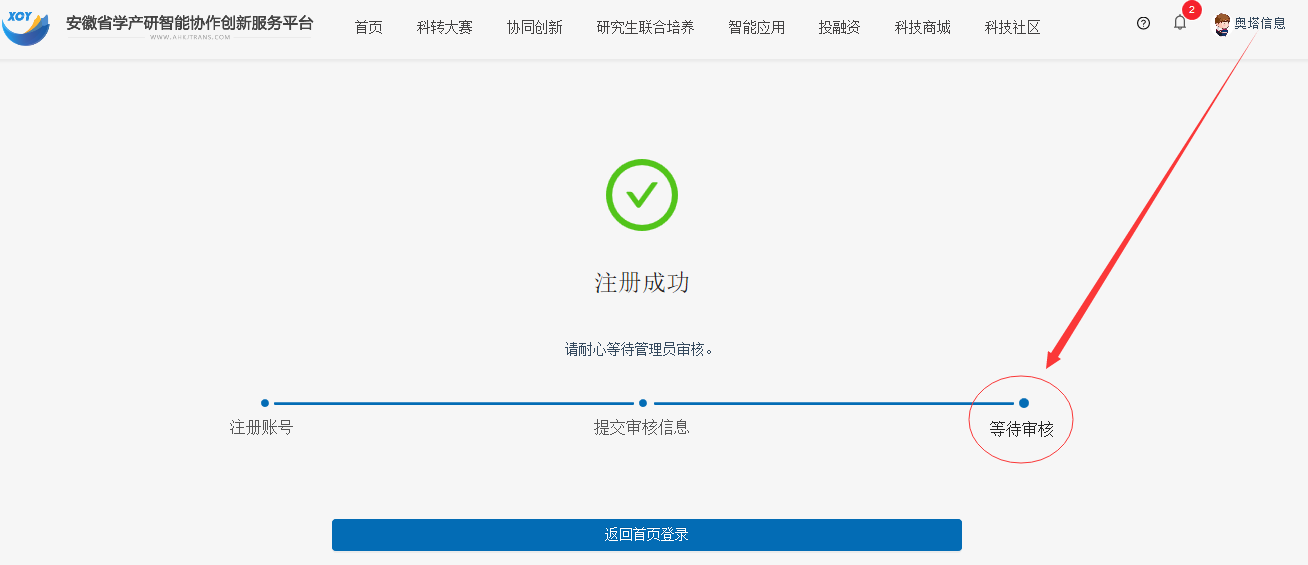 XOY
安徽省学产研智能协作创新服务平台
WWW.AHKJTRANS.COM
首页 科转大赛 协同创新 研究生联合培养 智能应用 投融资 科技商城 科技社区
2
奥塔信息
注册成功
请耐心等待管理员审核。
注册账号 提交审核信息 等待审核
返回首页登录